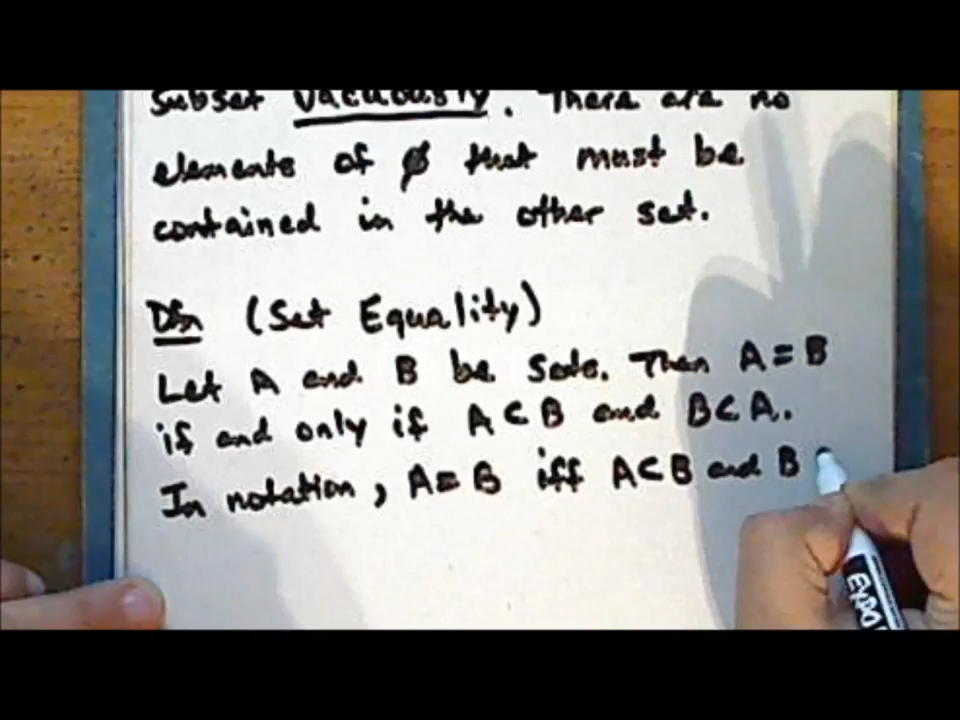 subset vacuously. There are no
elements of ∅ that must be
contained in the other set.
Dfn (Set Equality)
Let A and B be sets. Then A = B
if and only if A ⊂ B and B ⊂ A.
In notation, A = B iff A ⊂ B and B
EXPO